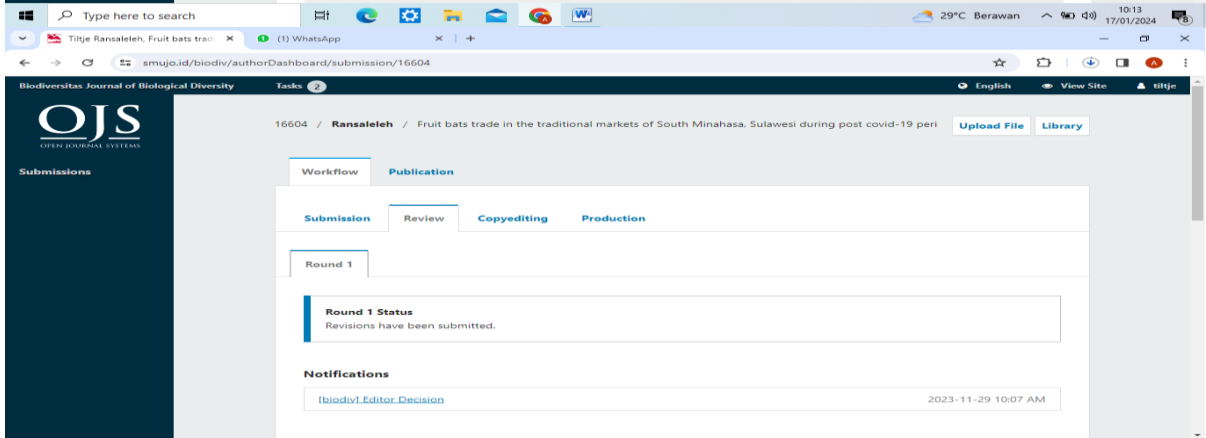 Type here to search
29°C Berawan
10:13
17/01/2024
Tiltje Ransaleleh, Fruit bats trad
(1) WhatsApp
smujo.id/biodiv/authorDashboard/submission/16604
Biodiversitas Journal of Biological Diversity Tasks 2 English View Site tiltje
OJS
OPEN JOURNAL SYSTEMS
16604 / Ransaleleh / Fruit bats trade in the traditional markets of South Minahasa, Sulawesi during post covid-19 peri Upload File Library
Submissions
Workflow Publication
Submission Review Copyediting Production
Round 1
Round 1 Status
Revisions have been submitted.
Notifications
[biodiv] Editor Decision 2023-11-29 10:07 AM